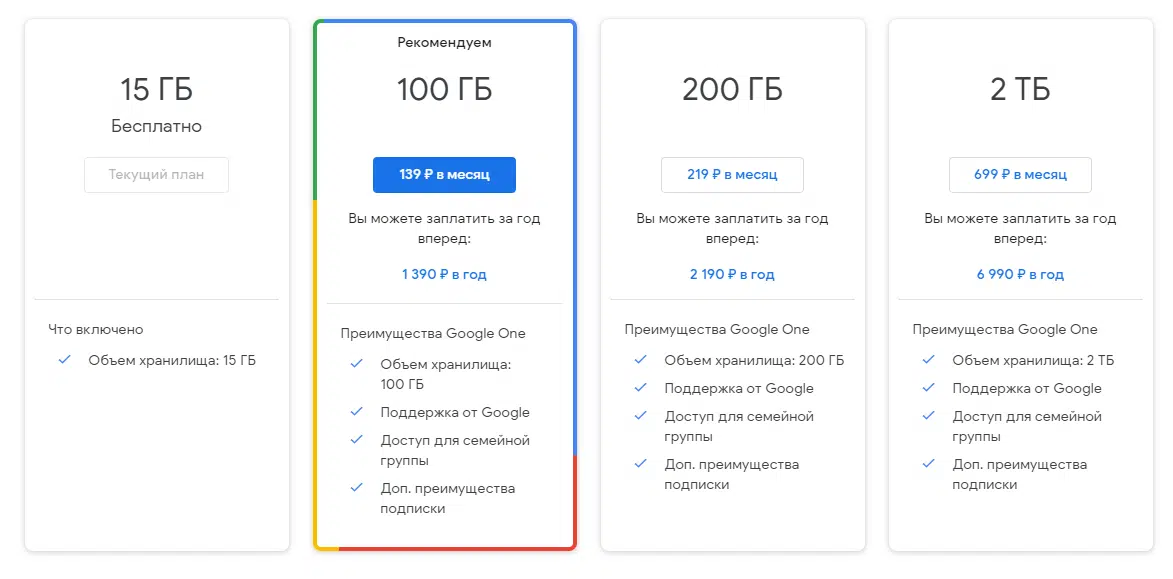 15 ГБ
Бесплатно
Текущий план
Что включено
Объем хранилища: 15 ГБ
Рекомендуем
100 ГБ
139 ₽ в месяц
Вы можете заплатить за год
вперед:
1 390 ₽ в год
Преимущества Google One
Объем хранилища:
100 ГБ
Поддержка от Google
Доступ для семейной
группы
Доп. преимущества
подписки
200 ГБ
219 ₽ в месяц
Вы можете заплатить за год
вперед:
2 190 ₽ в год
Преимущества Google One
Объем хранилища: 200 ГБ
Поддержка от Google
Доступ для семейной
группы
Доп. преимущества
подписки
2 ТБ
699 ₽ в месяц
Вы можете заплатить за год
вперед:
6 990 ₽ в год
Преимущества Google One
Объем хранилища: 2 ТБ
Поддержка от Google
Доступ для семейной
группы
Доп. преимущества
подписки